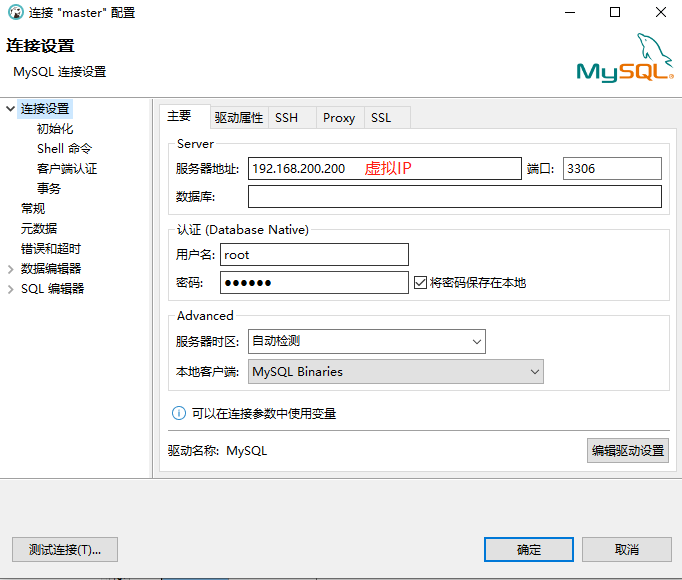 连接 "master" 配置
连接设置
MySQL 连接设置
MySQL
连接设置
初始化
Shell 命令
客户端认证
事务
常规
元数据
错误和超时
数据编辑器
SQL 编辑器
主要 驱动属性 SSH Proxy SSL
Server
服务器地址: 192.168.200.200 虚拟IP 端口: 3306
数据库:
认证 (Database Native)
用户名: root
密码: ●●●●●● 将密码保存在本地
Advanced
服务器时区: 自动检测
本地客户端: MySQL Binaries
可以在连接参数中使用变量
驱动名称: MySQL 编辑驱动设置
测试连接(T)... 确定 取消